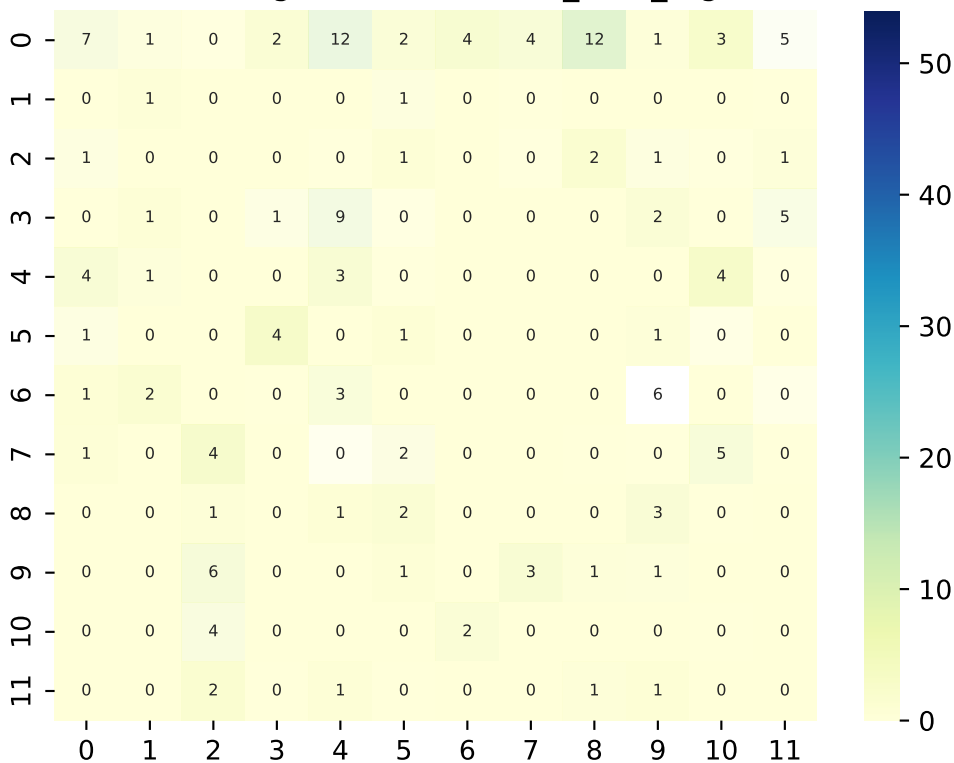 0 7 1 0 2 12 2 4 4 12 1 3 5
1 0 1 0 0 0 1 0 0 0 0 0 0
2 1 0 0 0 0 1 0 0 2 1 0 1
3 0 1 0 1 9 0 0 0 0 2 0 5
4 4 1 0 0 3 0 0 0 0 0 4 0
5 1 0 0 4 0 1 0 0 0 1 0 0
6 1 2 0 0 3 0 0 0 0 6 0 0
7 1 0 4 0 0 2 0 0 0 0 5 0
8 0 0 1 0 1 2 0 0 0 3 0 0
9 0 0 6 0 0 1 0 3 1 1 0 0
10 0 0 4 0 0 0 2 0 0 0 0 0
11 0 0 2 0 1 0 0 0 1 1 0 0
0 1 2 3 4 5 6 7 8 9 10 11
50
40
30
20
10
0